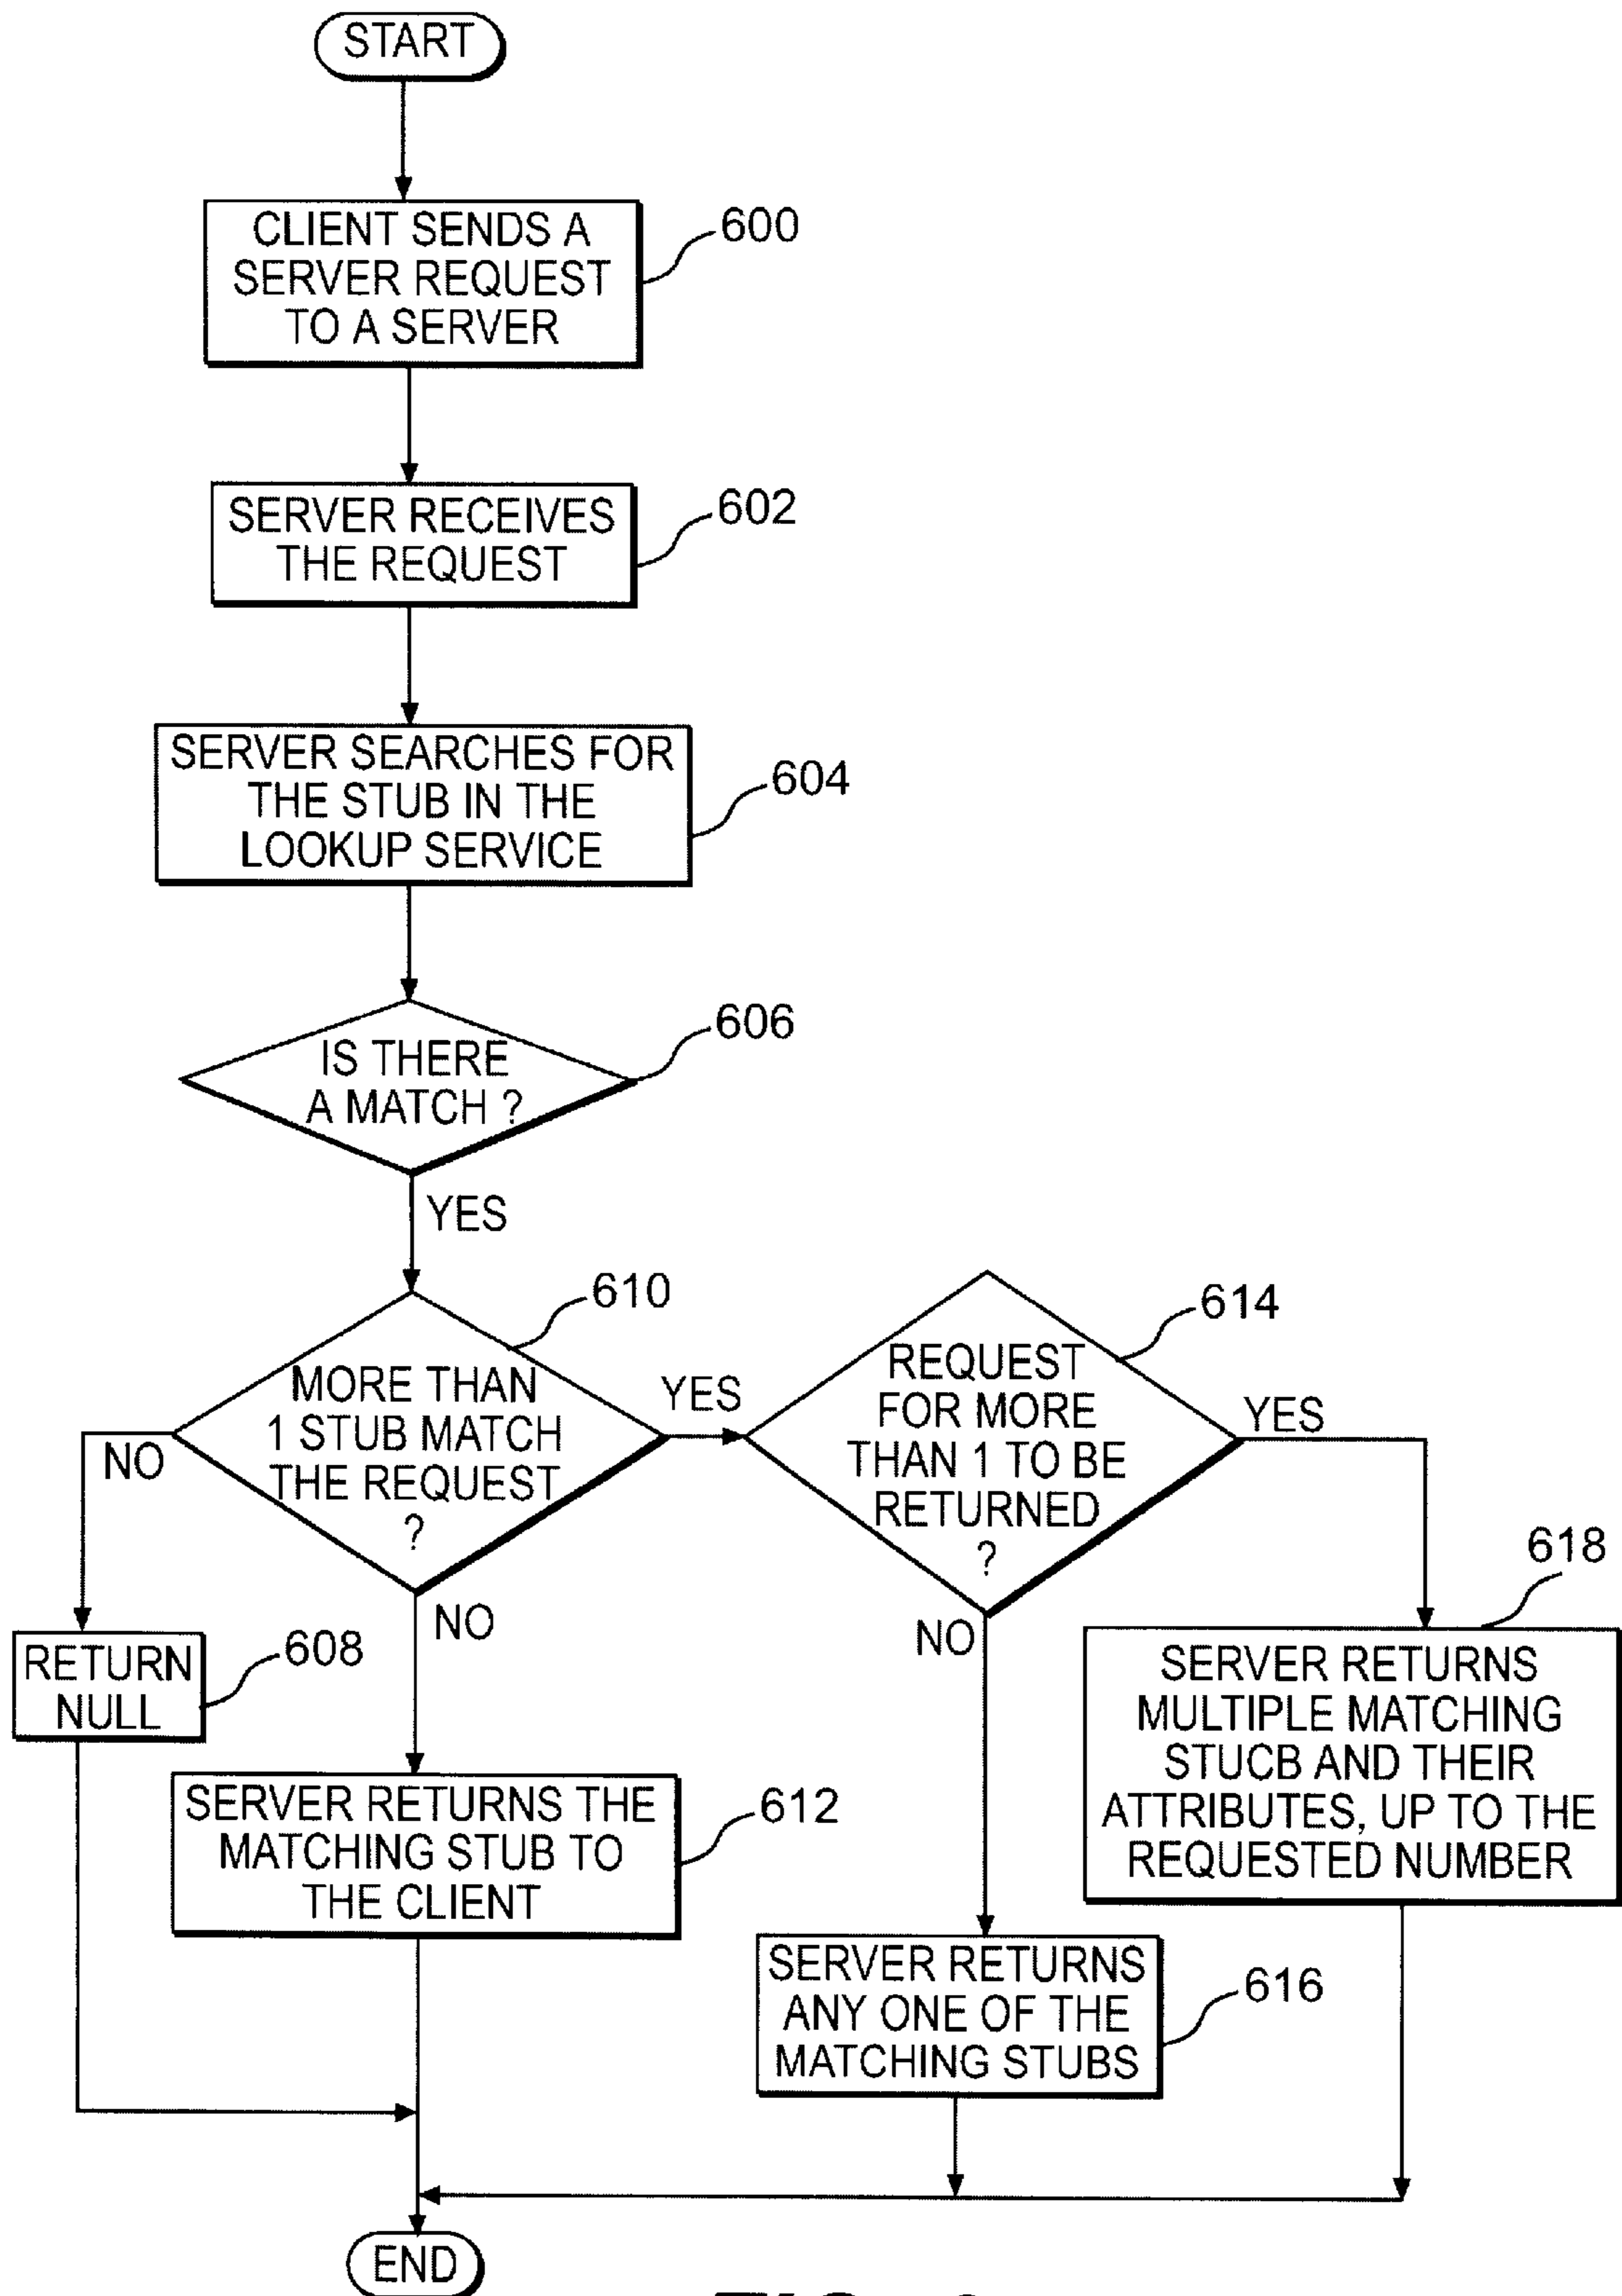 START
CLIENT SENDS A
SERVER REQUEST
TO A SERVER
600
SERVER RECEIVES
THE REQUEST
602
SERVER SEARCHES FOR
THE STUB IN THE
LOOKUP SERVICE
604
IS THERE
A MATCH ?
606
YES
MORE THAN
1 STUB MATCH
THE REQUEST
?
610
YES
NO
NO
REQUEST
FOR MORE
THAN 1 TO BE
RETURNED
?
614
YES
NO
RETURN
NULL
608
SERVER RETURNS THE
MATCHING STUB TO
THE CLIENT
612
SERVER RETURNS
ANY ONE OF THE
MATCHING STUBS
616
SERVER RETURNS
MULTIPLE MATCHING
STUCB AND THEIR
ATTRIBUTES, UP TO THE
REQUESTED NUMBER
618
END